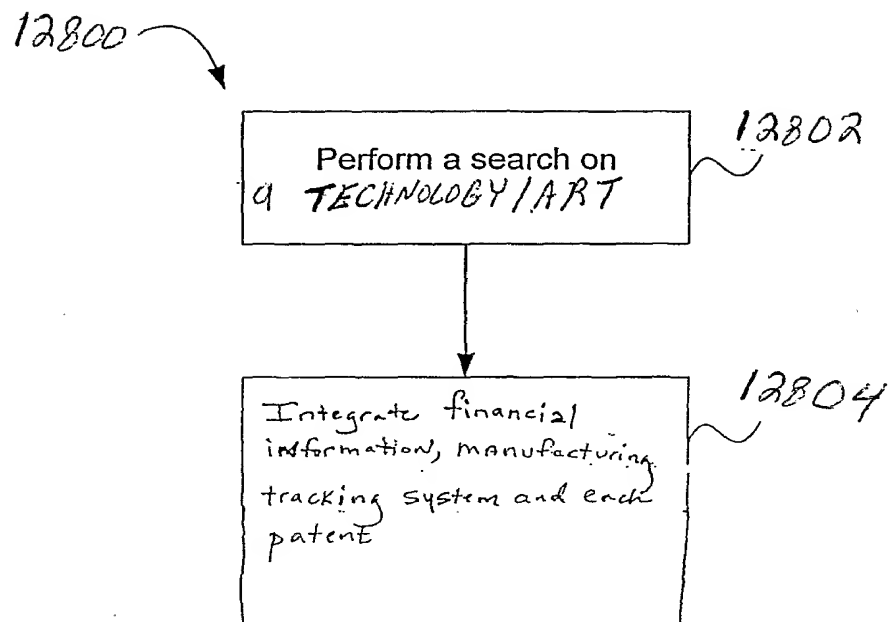 12800
12802
Perform a search on
a TECHNOLOGY/ART
12804
Integrate financial
information, manufacturing
tracking system and each
patent